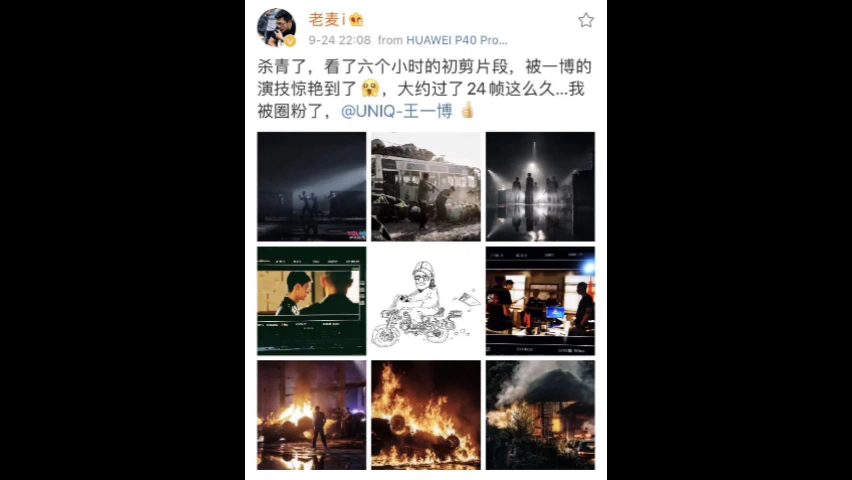 老麦i
9-24 22:08 from HUAWEI P40 Pro...
杀青了，看了六个小时的初剪片段，被一博的
演技惊艳到了，大约过了24帧这么久...我
被圈粉了，@UNIQ-王一博